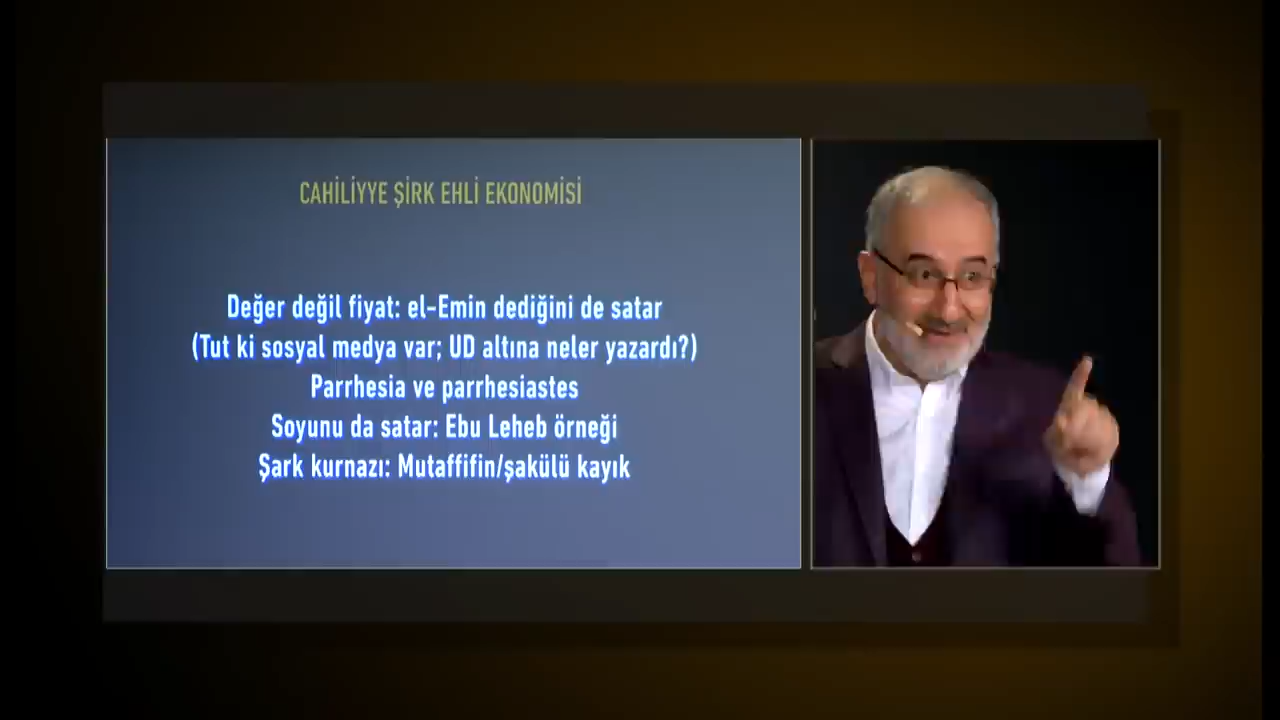 CAHİLİYYE ŞİRK EHLİ EKONOMİSİ
Değer değil fiyat: el-Emin dediğini de satar
(Tut ki sosyal medya var; UD altına neler yazardı?)
Parrhesia ve parrhesiastes
Soyunu da satar: Ebu Leheb örneği
Şark kurnazı: Mutaffifin/şakülü kayık